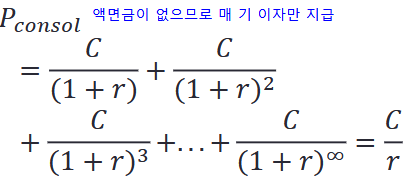 P_consol 액면금이 없으므로 매 기 이자만 지급
= C/(1 + r) + C/(1 + r)²
+ C/(1 + r)³ +…+ C/(1 + r)^∞ = C/r